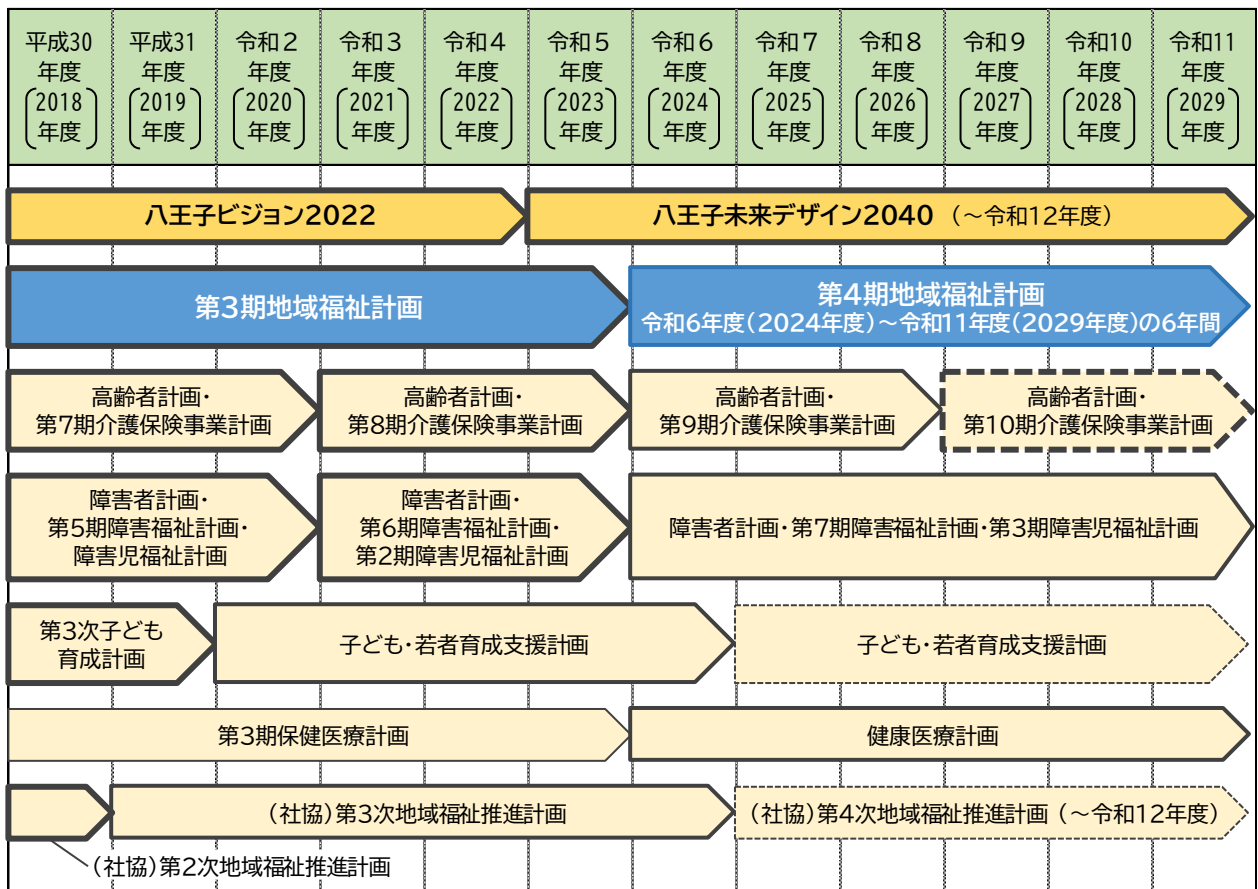 平成30
年度
(2018)
年度
平成31
年度
(2019)
年度
令和2
年度
(2020)
年度
令和3
年度
(2021)
年度
令和4
年度
(2022)
年度
令和5
年度
(2023)
年度
令和6
年度
(2024)
年度
令和7
年度
(2025)
年度
令和8
年度
(2026)
年度
令和9
年度
(2027)
年度
令和10
年度
(2028)
年度
令和11
年度
(2029)
年度
八王子ビジョン2022
八王子未来デザイン2040 (～令和12年度)
第3期地域福祉計画
第4期地域福祉計画
令和6年度(2024年度)～令和11年度(2029年度)の6年間
高齢者計画・
第7期介護保険事業計画
高齢者計画・
第8期介護保険事業計画
高齢者計画・
第9期介護保険事業計画
高齢者計画・
第10期介護保険事業計画
障害者計画・
第5期障害福祉計画・
障害児福祉計画
障害者計画・
第6期障害福祉計画・
第2期障害児福祉計画
障害者計画・第7期障害福祉計画・第3期障害児福祉計画
第3次子ども
育成計画
子ども・若者育成支援計画
子ども・若者育成支援計画
第3期保健医療計画
健康医療計画
(社協)第3次地域福祉推進計画
(社協)第4次地域福祉推進計画 (～令和12年度)
(社協)第2次地域福祉推進計画